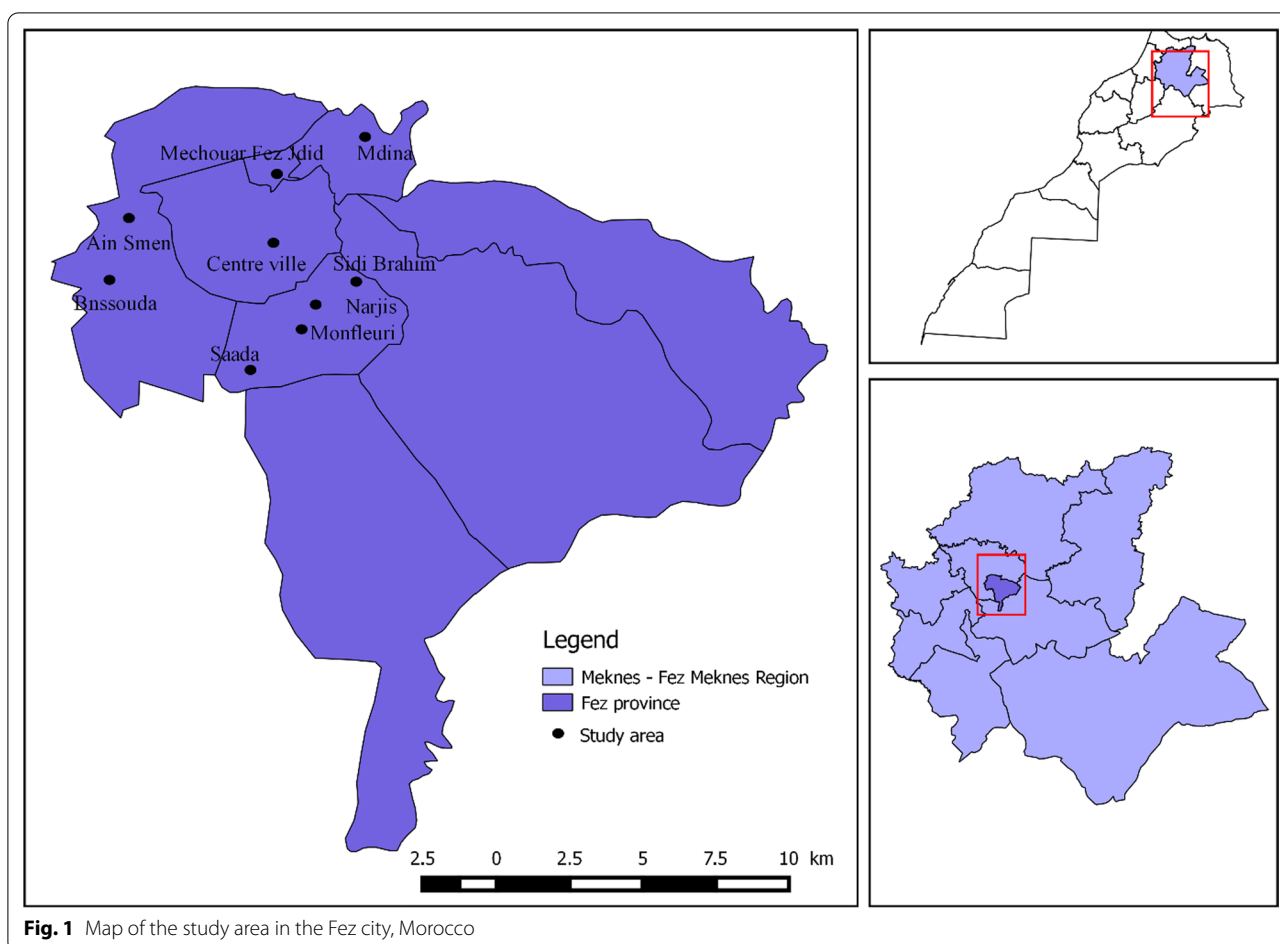 Mdina
Mechouar Fez Jdid
Ain Smen
Centre ville
Sidi Brahim
Bnssouda
Narjis
Monfleuri
Saada
Legend
Meknes - Fez Meknes Region
Fez province
Study area
2.5 0 2.5 5 7.5 10 km
Fig. 1 Map of the study area in the Fez city, Morocco